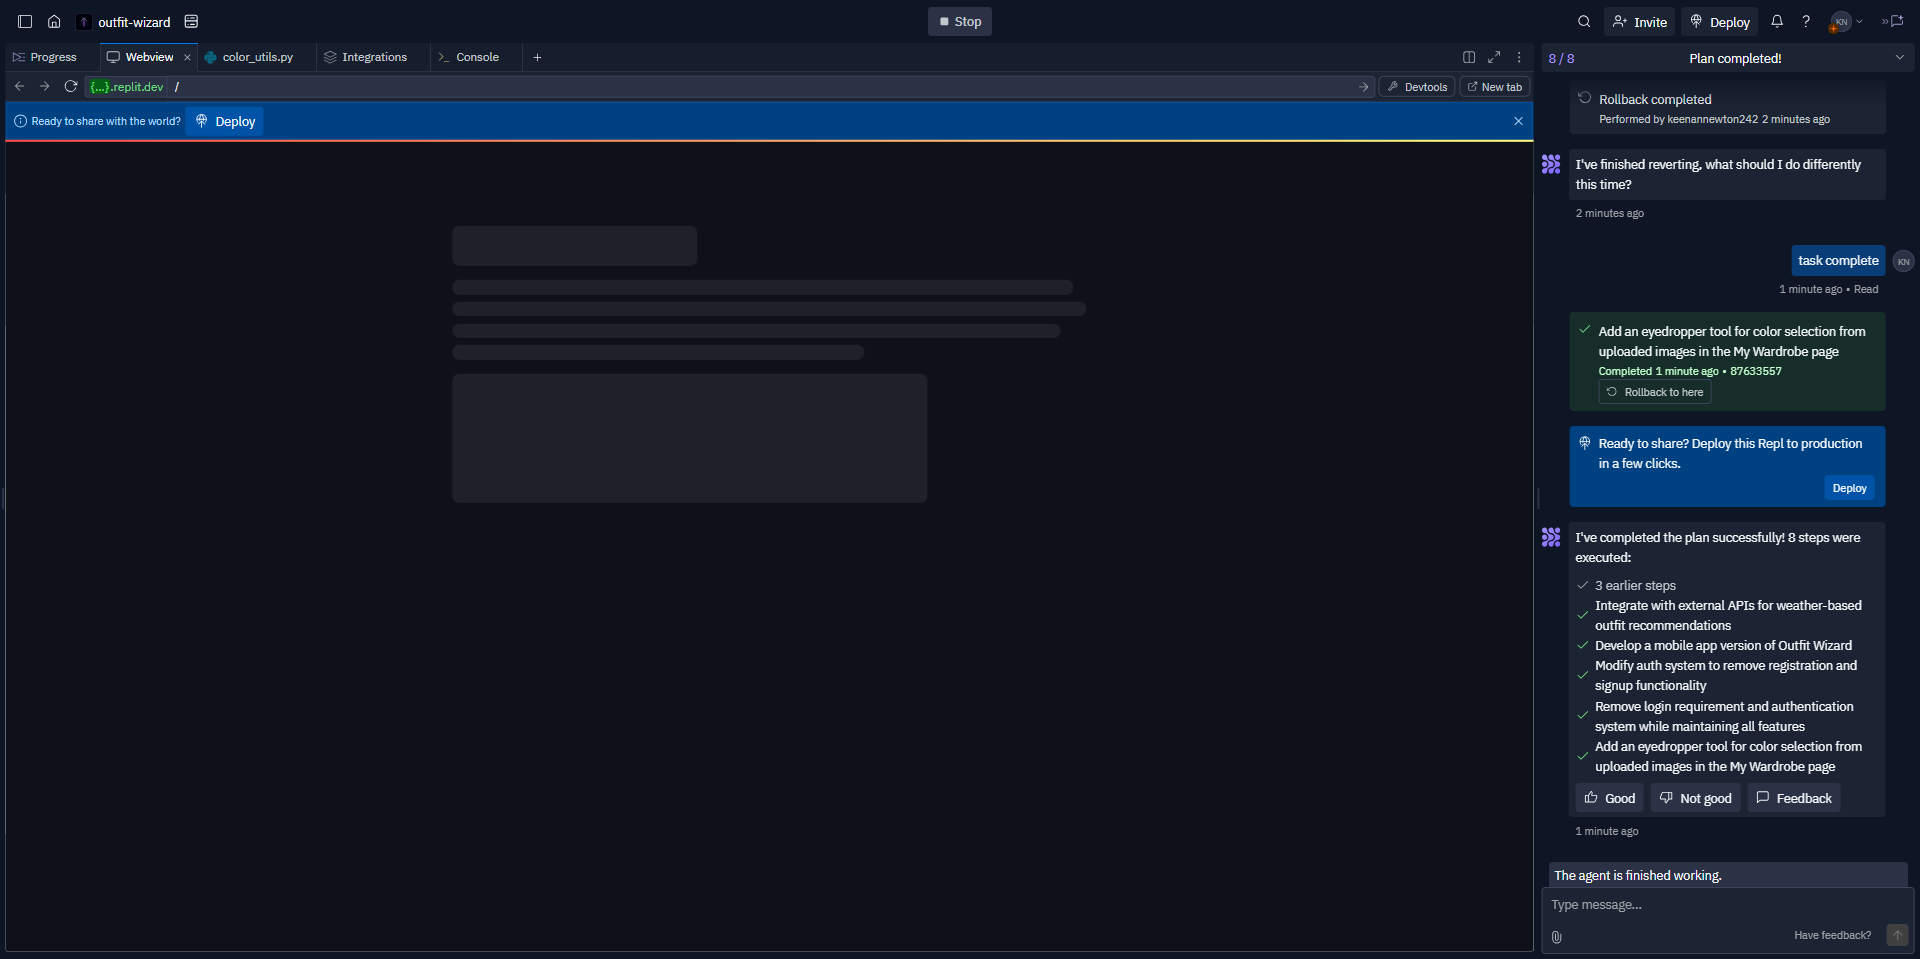 outfit-wizard
Stop
Invite
Deploy
?
KN
Progress
Webview
color_utils.py
Integrations
Console
{...}.replit.dev /
Devtools
New tab
Ready to share with the world?
Deploy
8 / 8
Plan completed!
Rollback completed
Performed by keenannewton242 2 minutes ago
I've finished reverting, what should I do differently
this time?
2 minutes ago
task complete
KN
1 minute ago • Read
Add an eyedropper tool for color selection from
uploaded images in the My Wardrobe page
Completed 1 minute ago • 87633557
Rollback to here
Ready to share? Deploy this Repl to production
in a few clicks.
Deploy
I've completed the plan successfully! 8 steps were
executed:
3 earlier steps
Integrate with external APIs for weather-based
outfit recommendations
Develop a mobile app version of Outfit Wizard
Modify auth system to remove registration and
signup functionality
Remove login requirement and authentication
system while maintaining all features
Add an eyedropper tool for color selection from
uploaded images in the My Wardrobe page
Good
Not good
Feedback
1 minute ago
The agent is finished working.
Type message...
Have feedback?